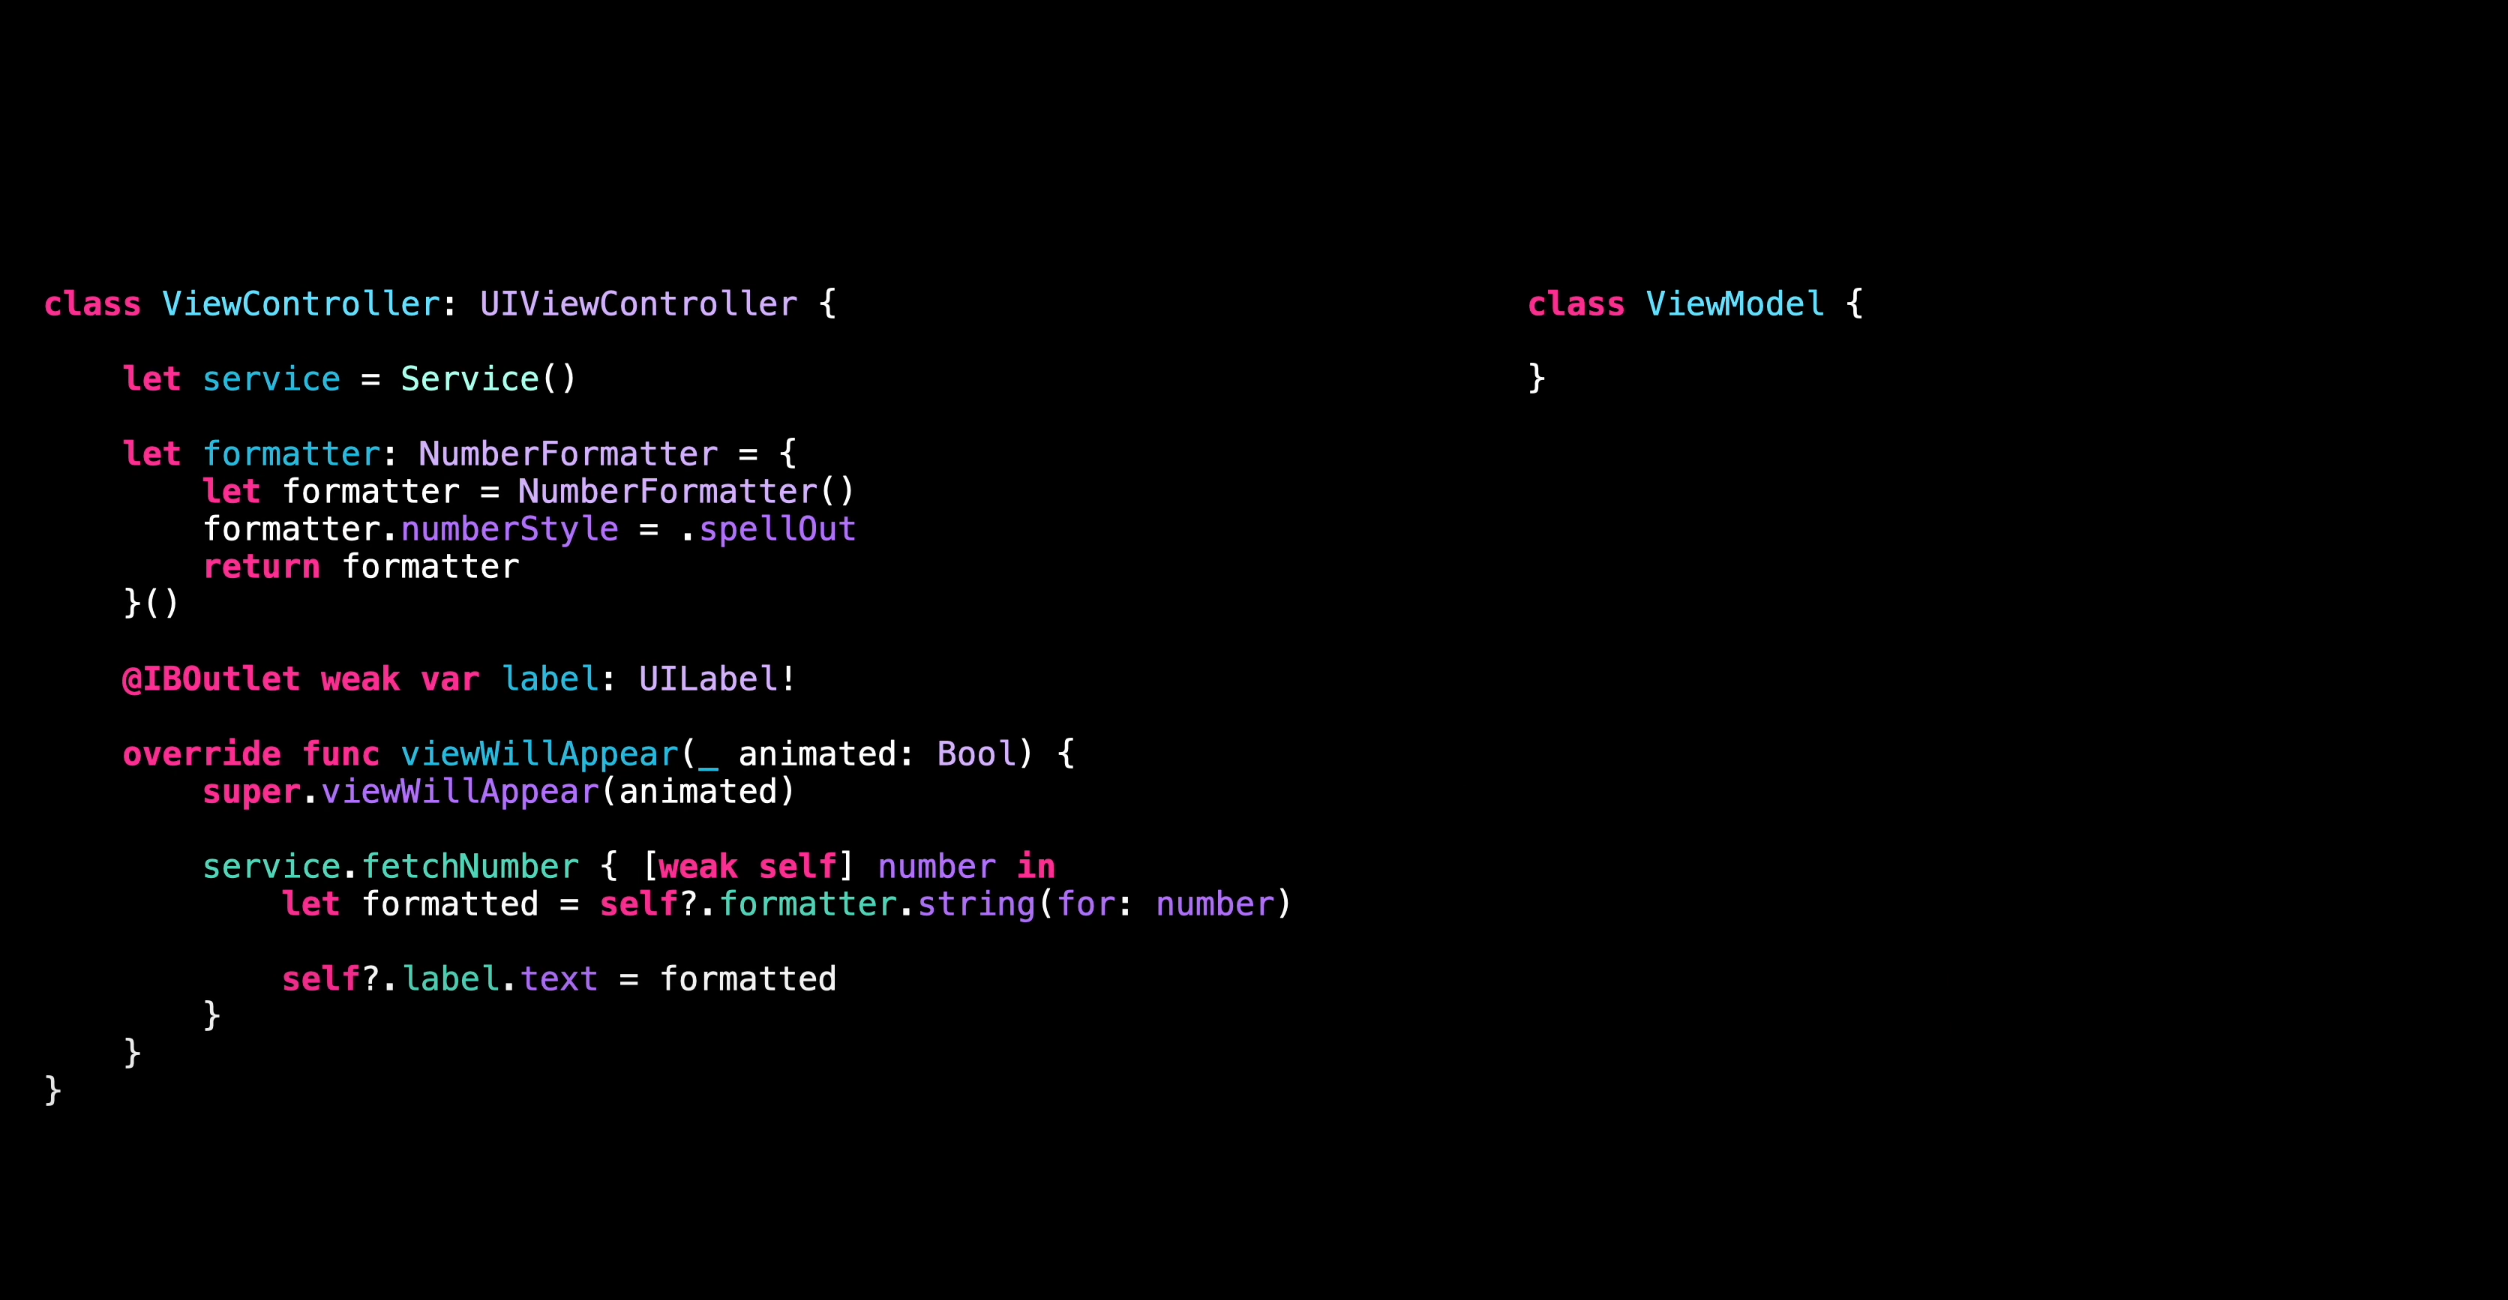 class ViewController: UIViewController {
let service = Service()
let formatter: NumberFormatter = {
let formatter = NumberFormatter()
formatter.numberStyle = .spellOut
return formatter
}()
@IBOutlet weak var label: UILabel!
override func viewWillAppear(_ animated: Bool) {
super.viewWillAppear(animated)
service.fetchNumber { [weak self] number in
let formatted = self?.formatter.string(for: number)
self?.label.text = formatted
}
}
}
class ViewModel {
}